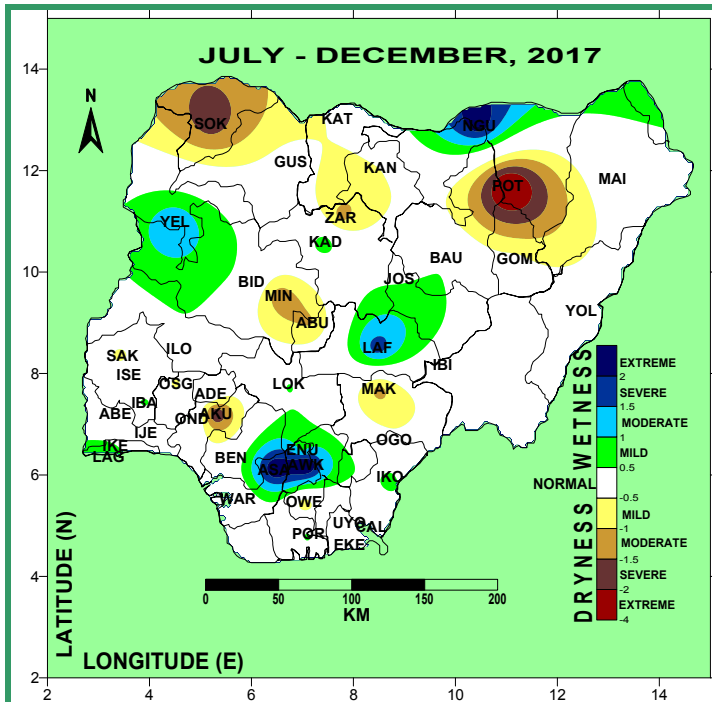 JULY - DECEMBER, 2017
14
12
10
8
6
4
2
N
SOK
KAT
NGU
GUS
KAN
POT
MAI
ZAR
YEL
KAD
BAU
GOM
JOS
BID
MIN
ABU
YOL
LAF
IBI
SAK
ILO
ISE
OSG
ADE
LOK
MAK
IBA
ABE
OND
AKU
IJE
OGO
IKE
LAG
BEN
ENU
ASA
AWK
IKO
WAR
OWE
UYO
CAL
POR
EKE
WETNESS
EXTREME
2
SEVERE
1.5
MODERATE
1
MILD
0.5
NORMAL
-0.5
DRYNESS
MILD
-1
MODERATE
-1.5
SEVERE
-2
EXTREME
-4
0 50 100 150 200
KM
LATITUDE (N)
LONGITUDE (E)
2 4 6 8 10 12 14